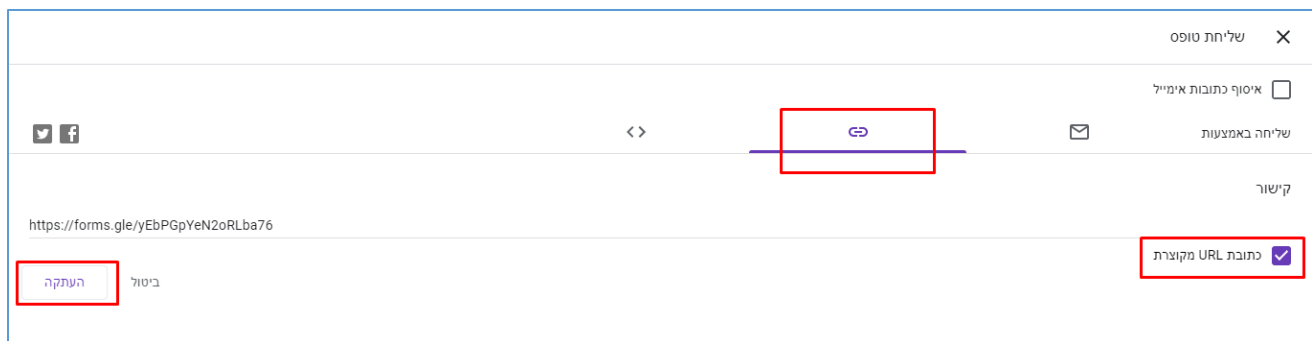 שליחת טופס
איסוף כתובות אימייל
שליחה באמצעות
קישור
https://forms.gle/yEbPGpYeN2oRLba76
כתובת URL מקוצרת
ביטול העתקה